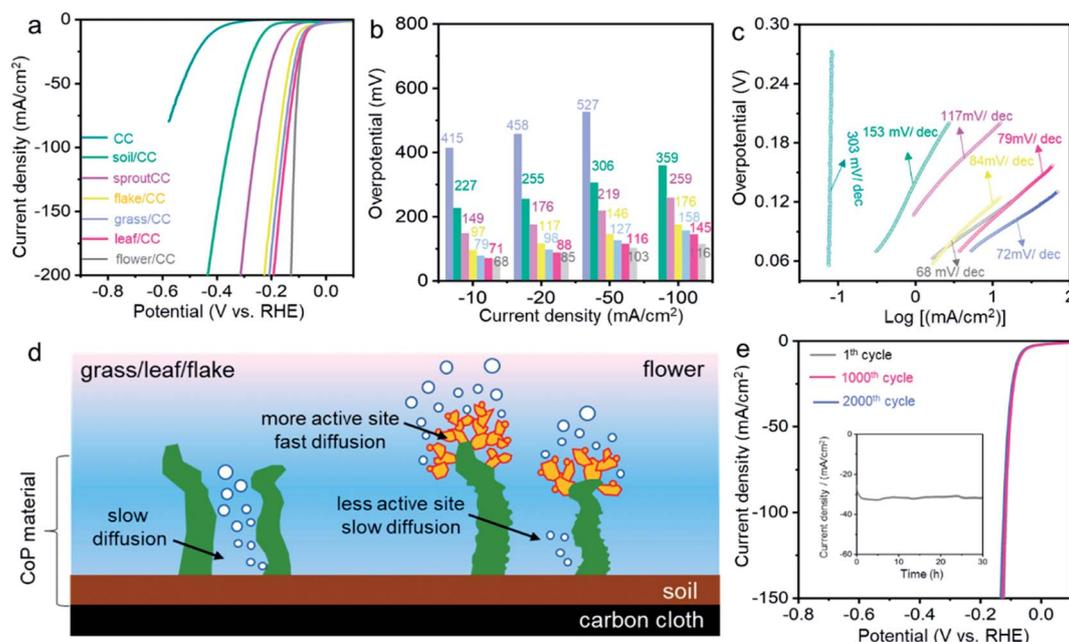 a
Current density (mA/cm²)
0
-50
-100
-150
-200
CC
soil/CC
sproutCC
flake/CC
grass/CC
leaf/CC
flower/CC
-0.8
-0.6
-0.4
-0.2
0.0
Potential (V vs. RHE)
b
Overpotential (mV)
800
600
400
200
0
415
227
149
97
79
71
68
458
255
176
117
98
88
85
527
306
219
146
127
116
103
359
259
176
158
145
116
-10
-20
-50
-100
Current density (mA/cm²)
c
Overpotential (V)
0.30
0.24
0.18
0.12
0.06
303 mV/ dec
153 mV/ dec
117mV/ dec
79mV/ dec
84mV/ dec
68 mV/ dec
72mV/ dec
-1
0
1
2
Log [(mA/cm²)]
d
grass/leaf/flake
flower
more active site
fast diffusion
less active site
slow diffusion
slow
diffusion
CoP material
soil
carbon cloth
e
Current density (mA/cm²)
0
-50
-100
-150
1th cycle
1000th cycle
2000th cycle
Current density / (mA/cm²)
0
-20
-40
-60
0
10
20
30
Time (h)
-0.8
-0.6
-0.4
-0.2
0.0
Potential (V vs. RHE)